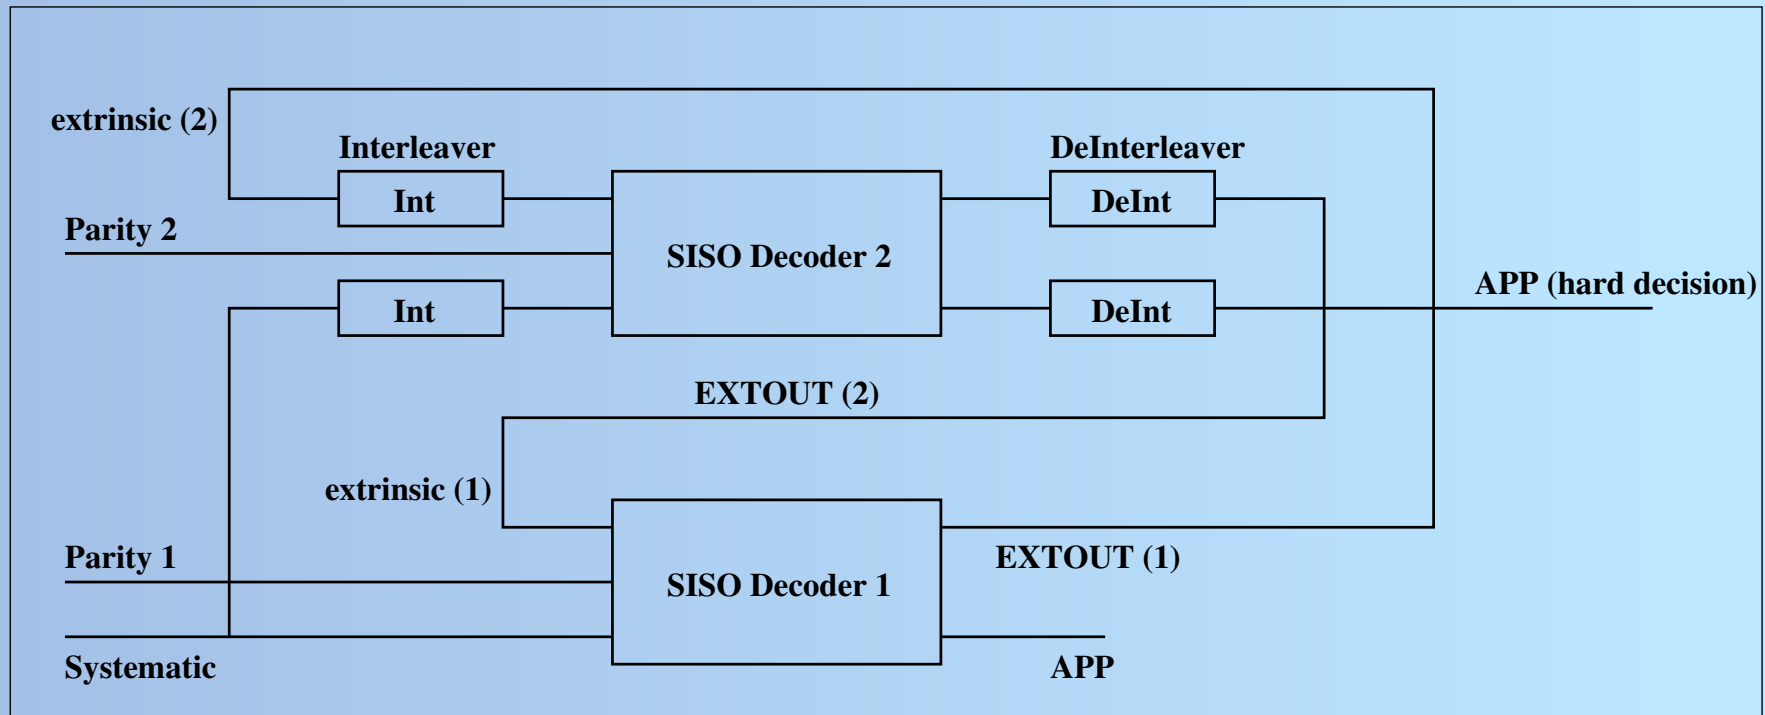 extrinsic (2)
Interleaver
DeInterleaver
Int
DeInt
Parity 2
SISO Decoder 2
APP (hard decision)
Int
DeInt
EXTOUT (2)
extrinsic (1)
Parity 1
EXTOUT (1)
SISO Decoder 1
Systematic
APP